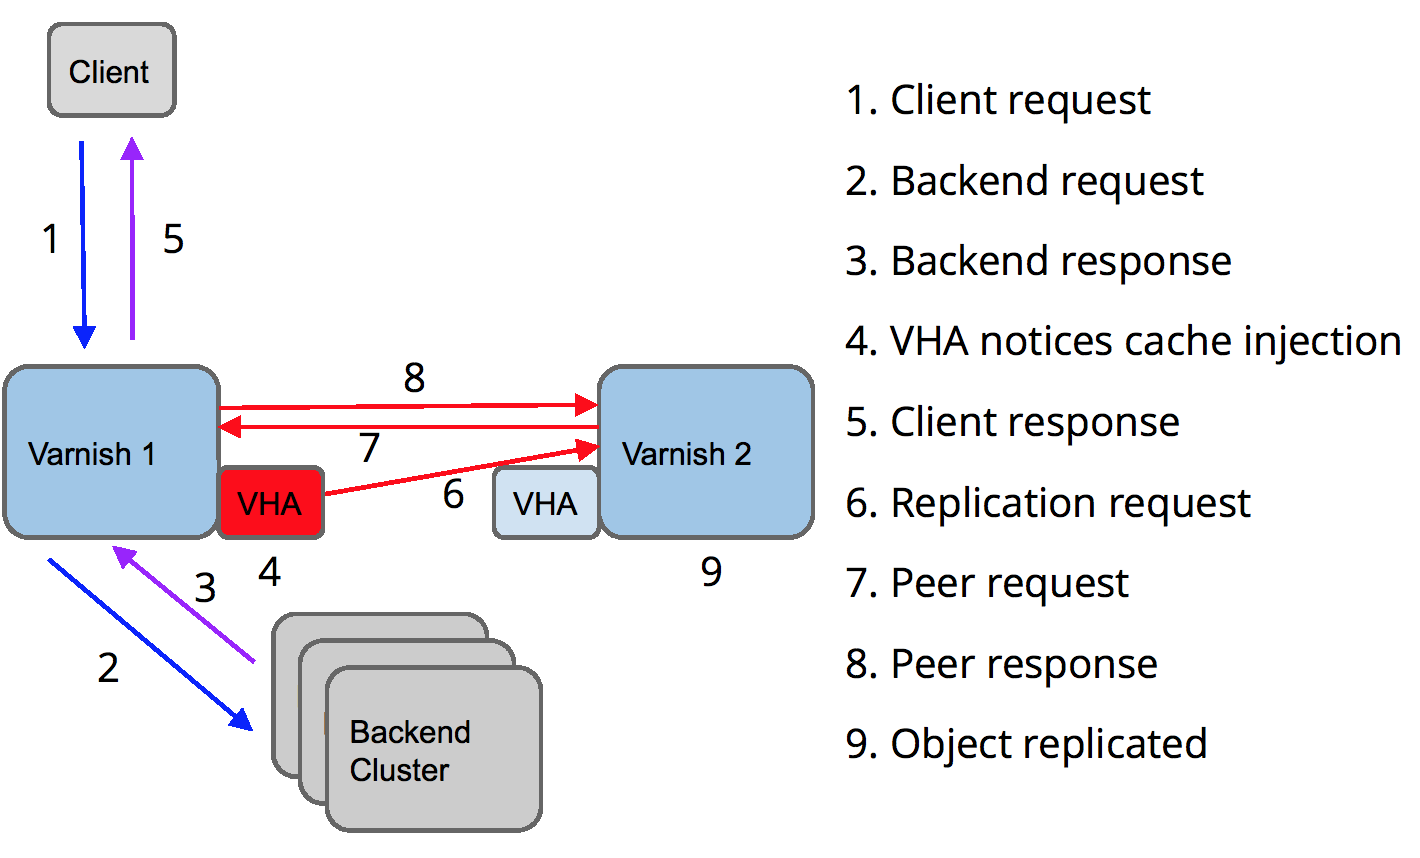 Client
1
5
Varnish 1
8
7
6
VHA
VHA
Varnish 2
4
9
3
2
Backend
Cluster
1. Client request
2. Backend request
3. Backend response
4. VHA notices cache injection
5. Client response
6. Replication request
7. Peer request
8. Peer response
9. Object replicated